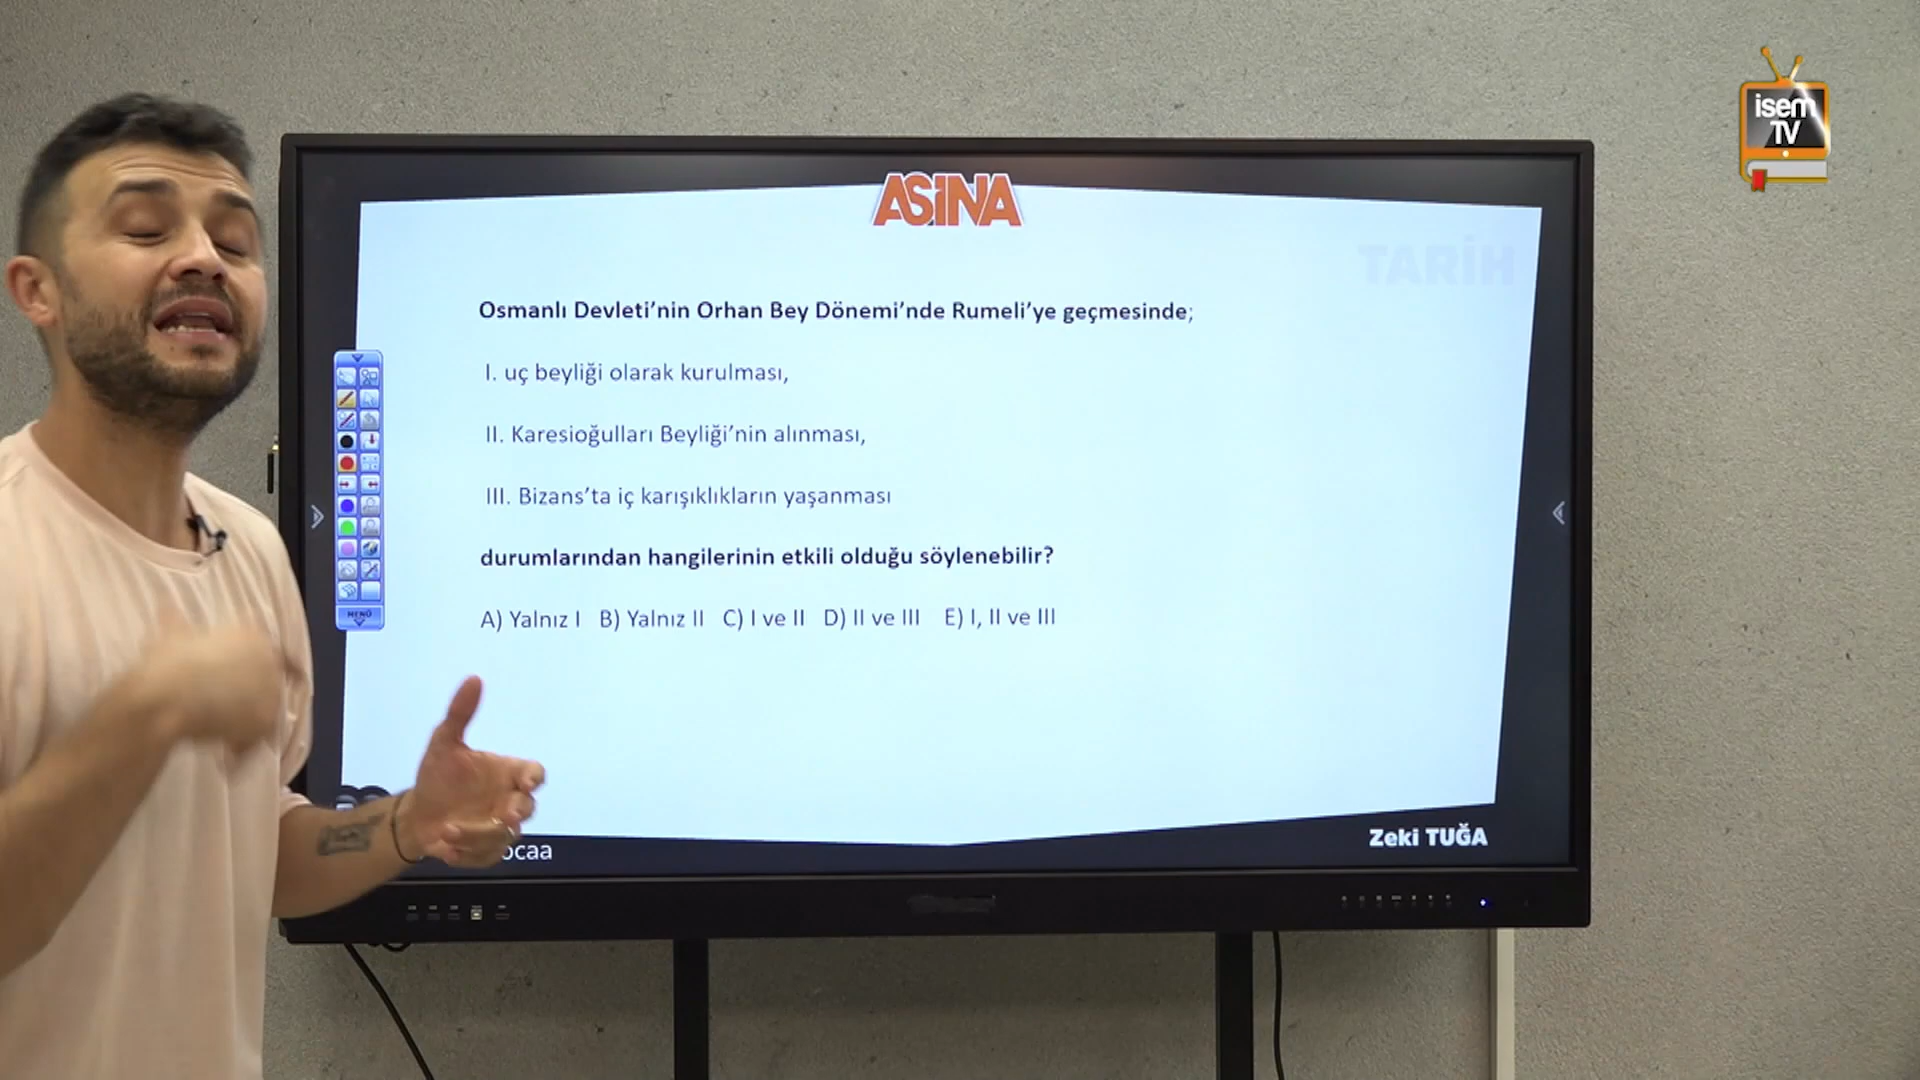 isem
TV
ASİNA
TARİH
Osmanlı Devleti’nin Orhan Bey Dönemi’nde Rumeli’ye geçmesinde;
I. uç beyliği olarak kurulması,
II. Karesioğulları Beyliği’nin alınması,
III. Bizans’ta iç karışıklıkların yaşanması
durumlarından hangilerinin etkili olduğu söylenebilir?
A) Yalnız I B) Yalnız II C) I ve II D) II ve III E) I, II ve III
MENÜ
Zeki TUĞA
ocaa